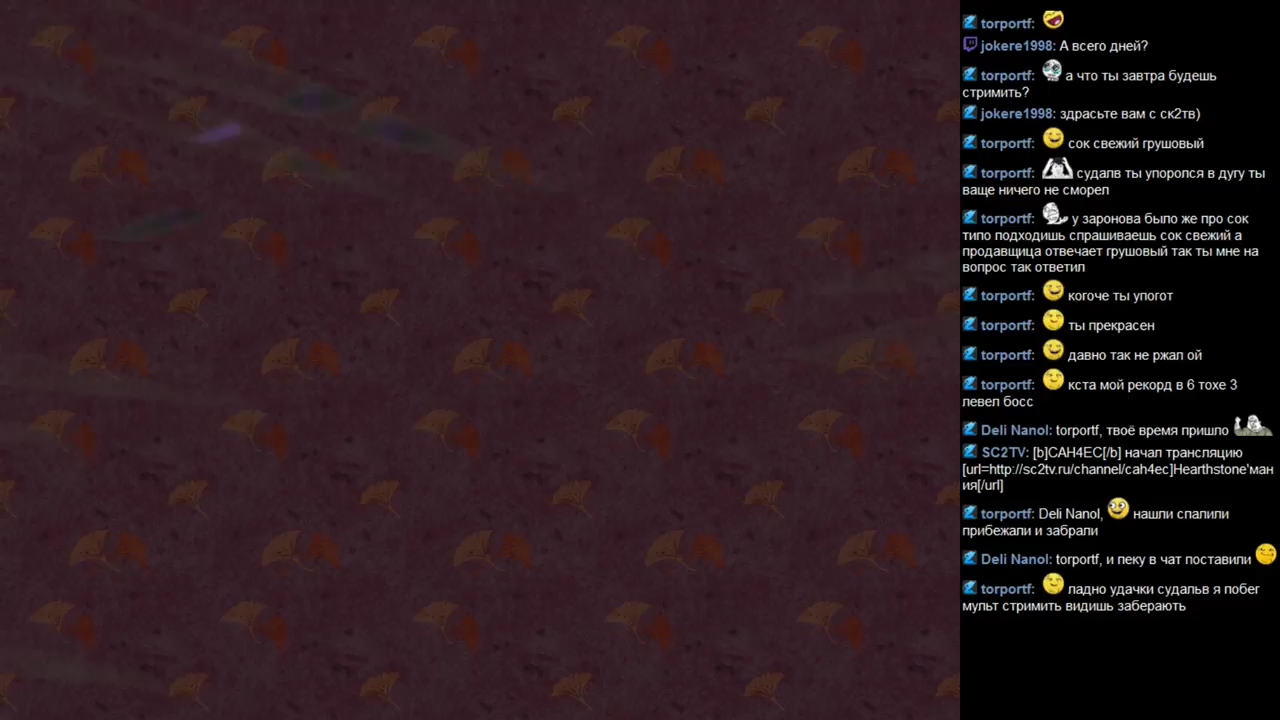 torportf:
jokere1998: А всего дней?
torportf: а что ты завтра будешь
стримить?
jokere1998: здрасьте вам с ск2тв)
torportf: сок свежий грушовый
torportf: судалв ты упоролся в дугу ты
ваще ничего не сморел
torportf: у заронова было же про сок
типо подходишь спрашиваешь сок свежий а
продавщица отвечает грушовый так ты мне на
вопрос так ответил
torportf: когоче ты упогот
torportf: ты прекрасен
torportf: давно так не ржал ой
torportf: кста мой рекорд в 6 тохе 3
левел босс
Deli Nanol: torportf, твоё время пришло
SC2TV: [b]CAH4EC[/b] начал трансляцию
[url=http://sc2tv.ru/channel/cah4ec]Hearthstone'ман
ия[/url]
torportf: Deli Nanol, нашли спалили
прибежали и забрали
Deli Nanol: torportf, и пеку в чат поставили
torportf: ладно удачки судальв я побег
мульт стримить видишь заберають